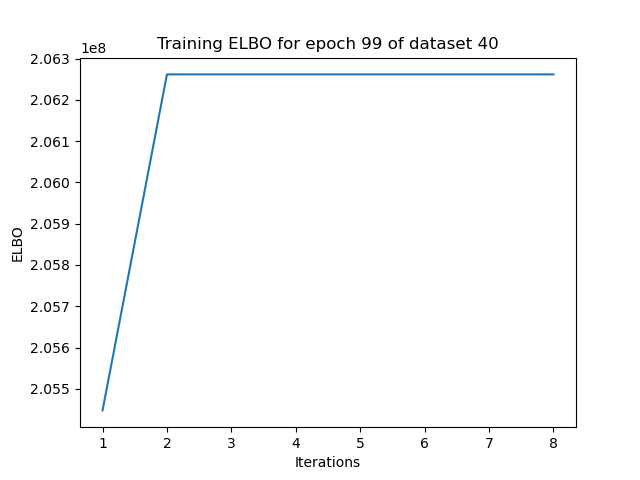 Training ELBO for epoch 99 of dataset 40
1e8
2.063
2.062
2.061
2.060
2.059
2.058
2.057
2.056
2.055
ELBO
1 2 3 4 5 6 7 8
Iterations